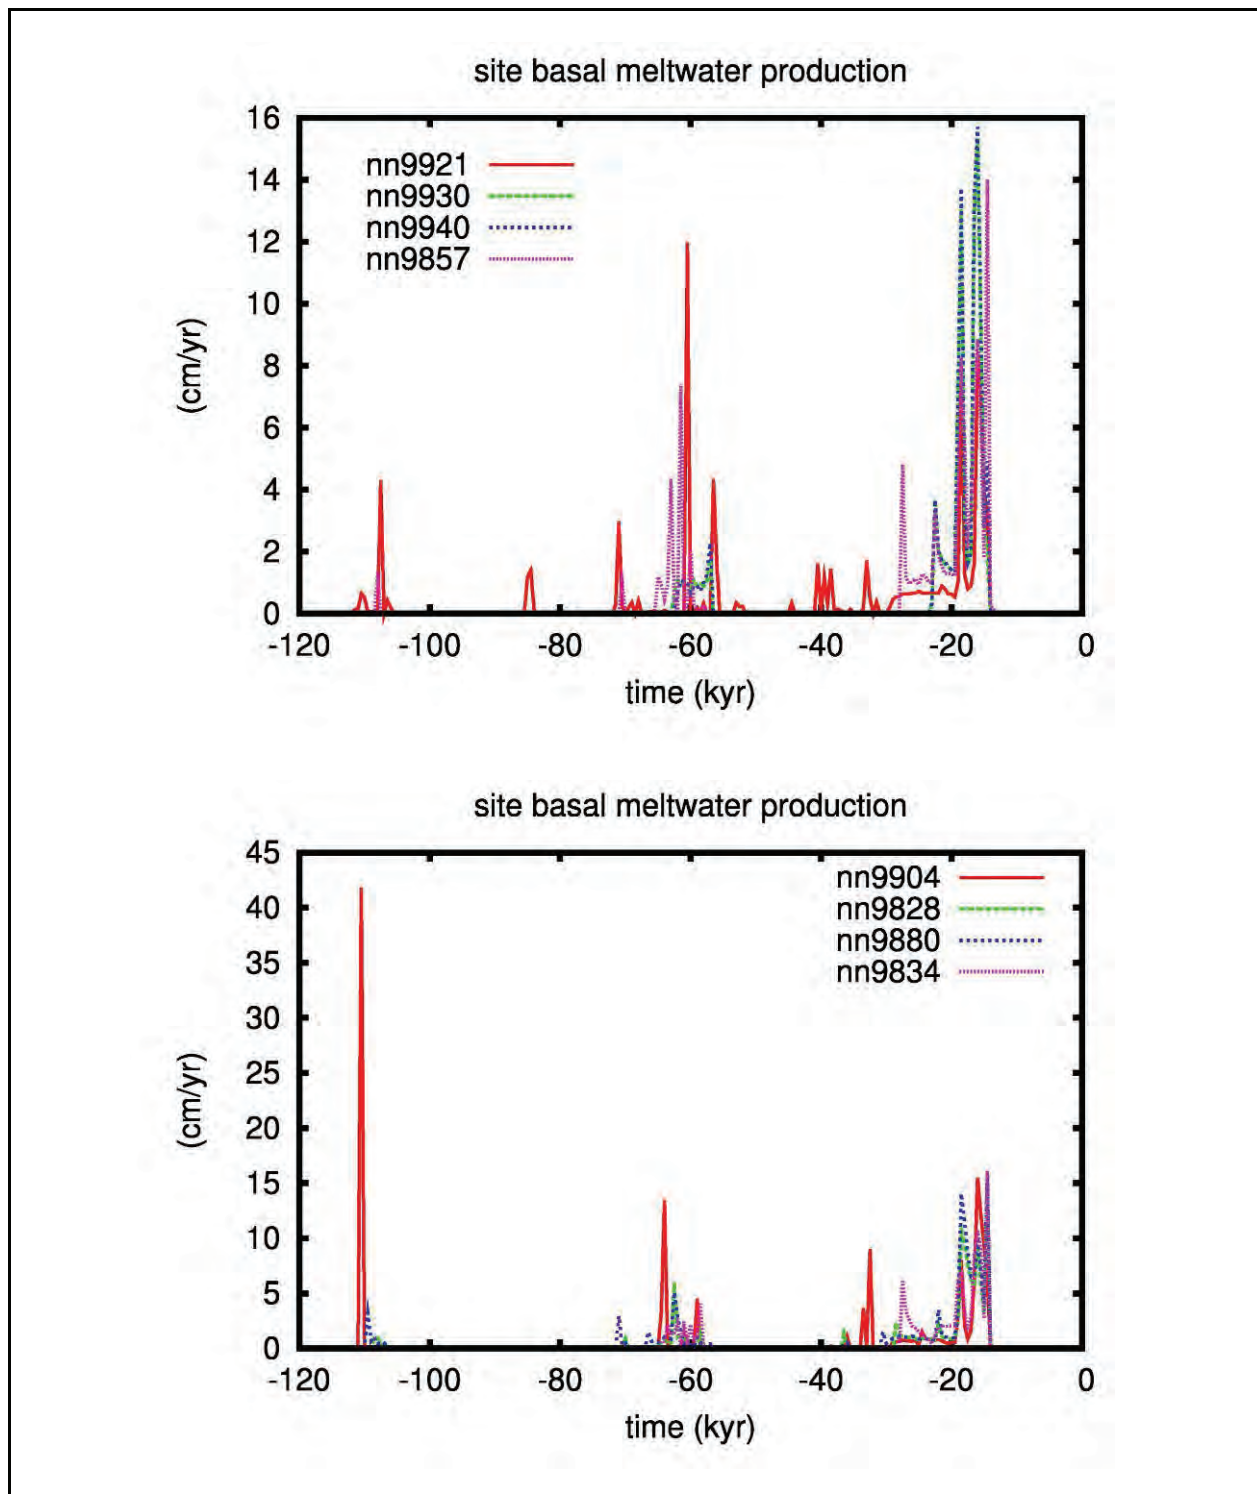 site basal meltwater production
16
14
12
10
8
6
4
2
0
(cm/yr)
nn9921
nn9930
nn9940
nn9857
-120 -100 -80 -60 -40 -20 0
time (kyr)
site basal meltwater production
45
40
35
30
25
20
15
10
5
0
(cm/yr)
nn9904
nn9828
nn9880
nn9834
-120 -100 -80 -60 -40 -20 0
time (kyr)